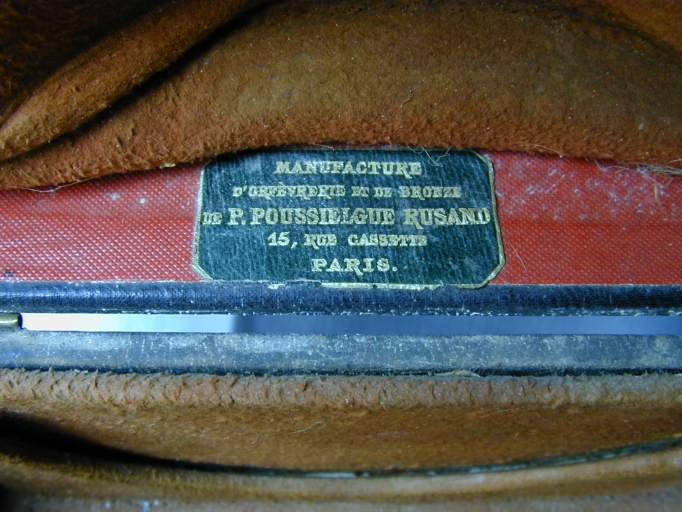 MANUFACTURE
D'ORFÈVRERIE ET DE BRONZE
DE P. POUSSIELGUE RUSAND
15, RUE CASSETTE
PARIS.